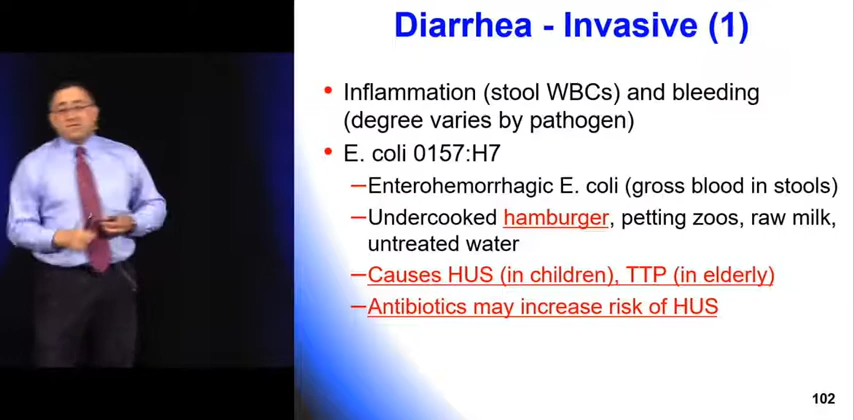 Diarrhea - Invasive (1)
• Inflammation (stool WBCs) and bleeding
(degree varies by pathogen)
• E. coli 0157:H7
–Enterohemorrhagic E. coli (gross blood in stools)
–Undercooked hamburger, petting zoos, raw milk,
untreated water
–Causes HUS (in children), TTP (in elderly)
–Antibiotics may increase risk of HUS
102